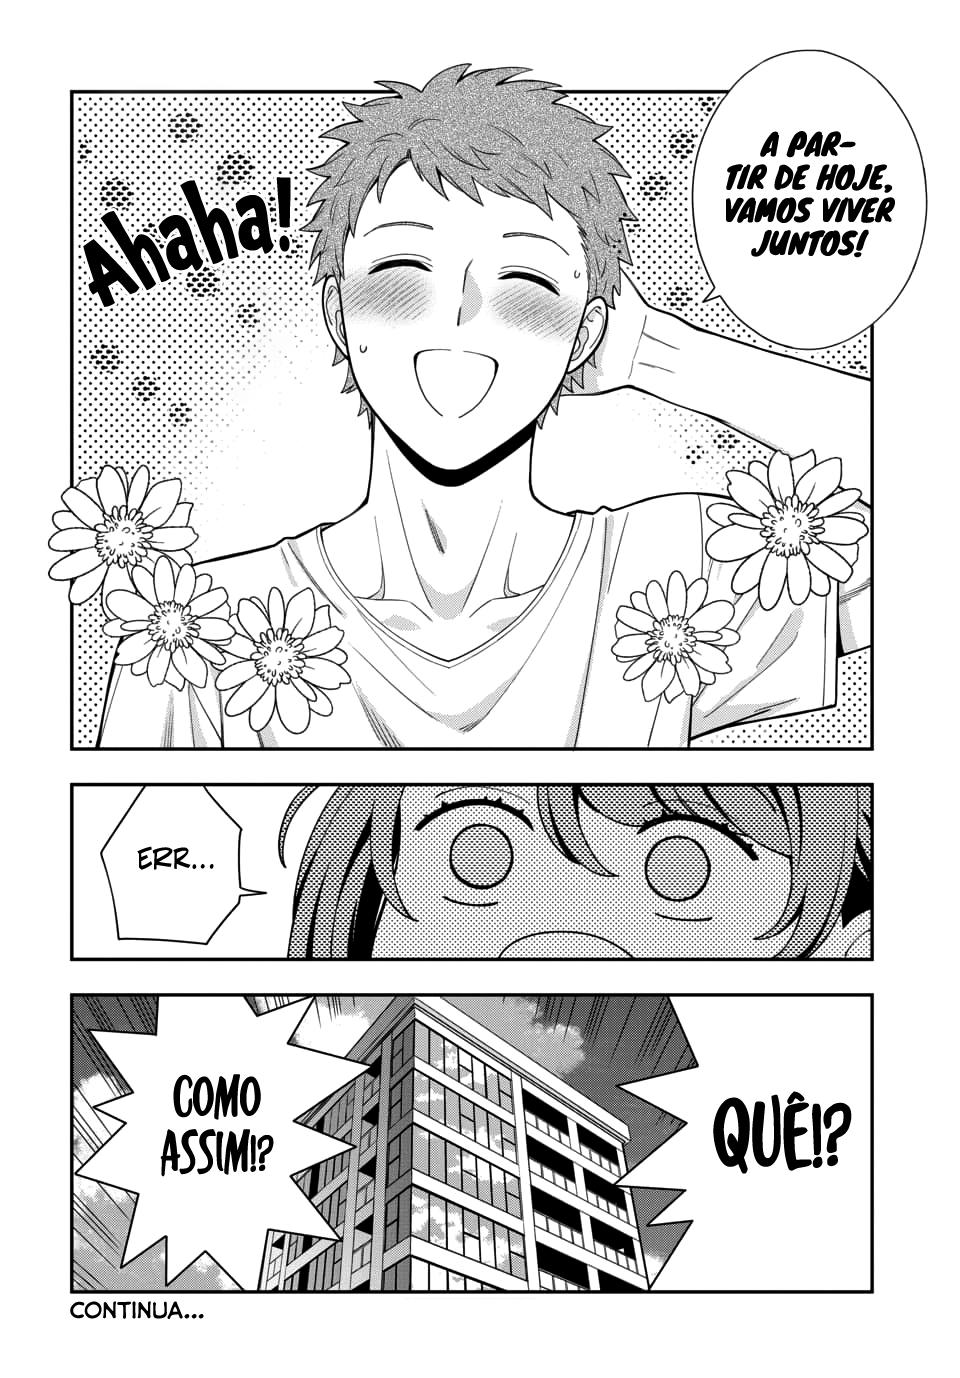 A PAR-
TIR DE HOJE,
VAMOS VIVER
JUNTOS!
Ahaha!
ERR...
QUÊ!?
COMO
ASSIM!?
CONTINUA...